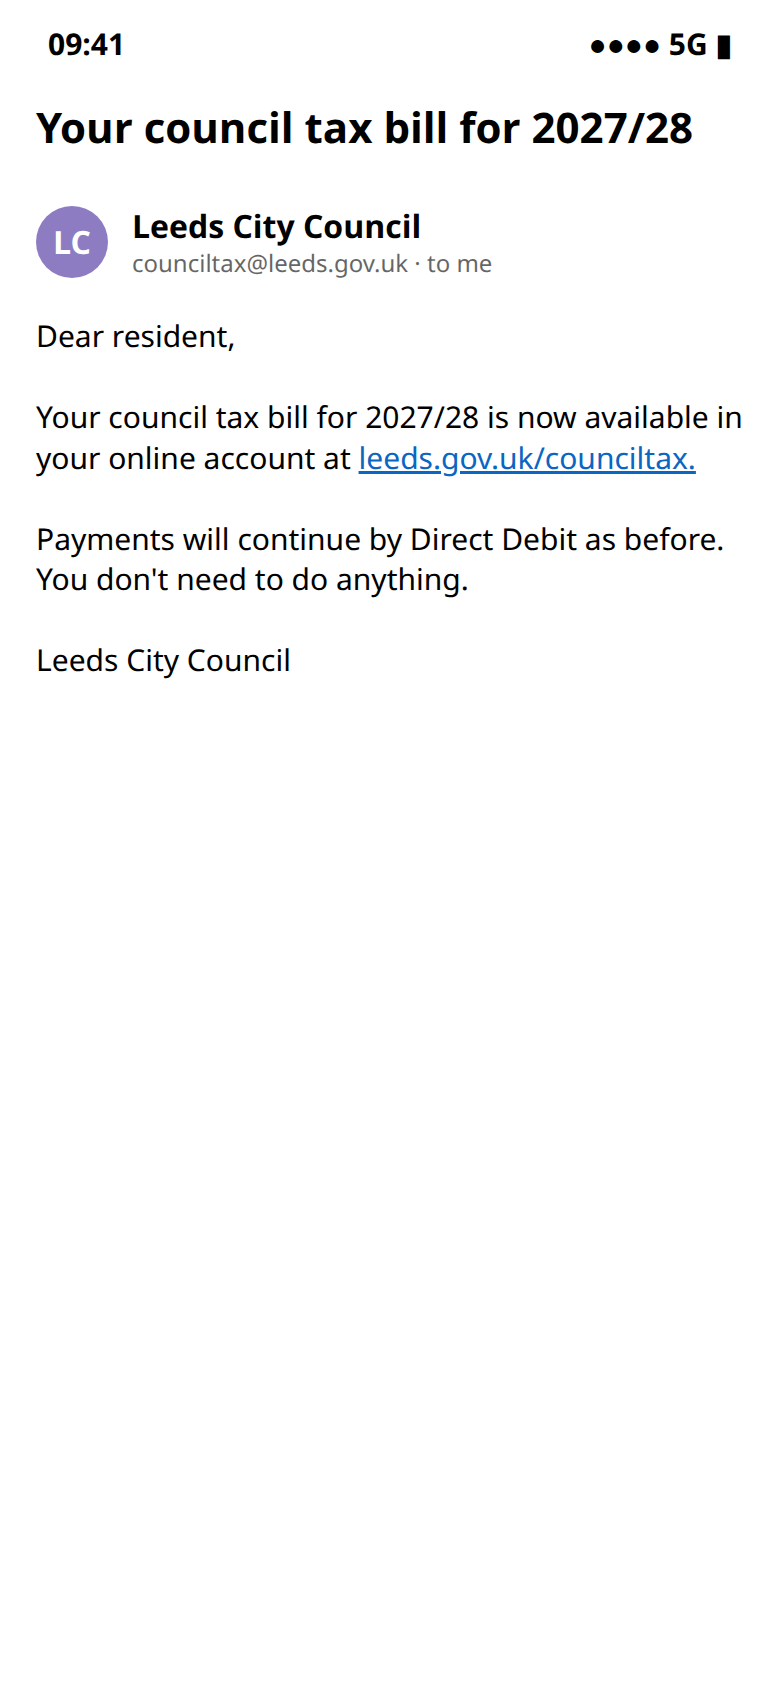 09:41 ●●●● 5G ▮
Your council tax bill for 2027/28
LC
Leeds City Council
counciltax@leeds.gov.uk · to me
Dear resident,
Your council tax bill for 2027/28 is now available in
your online account at leeds.gov.uk/counciltax.
Payments will continue by Direct Debit as before.
You don't need to do anything.
Leeds City Council